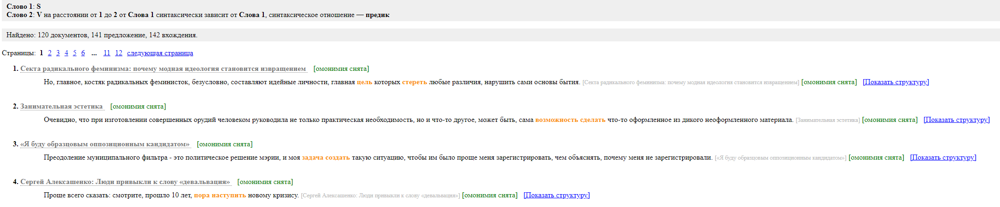 Слово 1: S
Слово 2: V на расстоянии от 1 до 2 от Слова 1 синтаксически зависит от Слова 1, синтаксическое отношение — предик
Найдено: 120 документов, 141 предложение, 142 вхождения.
Страницы: 1 2 3 4 5 6 ... 11 12 следующая страница
1. Секта радикального феминизма: почему модная идеология становится извращением [омонимия снята]
Но, главное, костяк радикальных феминисток, безусловно, составляют идейные личности, главная цель которых стереть любые различия, нарушить сами основы бытия. [Секта радикального феминизма: почему модная идеология становится извращением] [омонимия снята] [Показать структуру]
2. Занимательная эстетика [омонимия снята]
Очевидно, что при изготовлении совершенных орудий человеком руководила не только практическая необходимость, но и что-то другое, может быть, сама возможность сделать что-то оформленное из дикого неоформленного материала. [Занимательная эстетика] [омонимия снята] [Показать структуру]
3. «Я буду образцовым оппозиционным кандидатом» [омонимия снята]
Преодоление муниципального фильтра - это политическое решение мэрии, и моя задача создать такую ситуацию, чтобы им было проще меня зарегистрировать, чем объяснять, почему меня не зарегистрировали. [«Я буду образцовым оппозиционным кандидатом»] [омонимия снята] [Показать структуру]
4. Сергей Алексашенко: Люди привыкли к слову «девальвация» [омонимия снята]
Проще всего сказать: смотрите, прошло 10 лет, пора наступить новому кризису. [Сергей Алексашенко: Люди привыкли к слову «девальвация»] [омонимия снята] [Показать структуру]